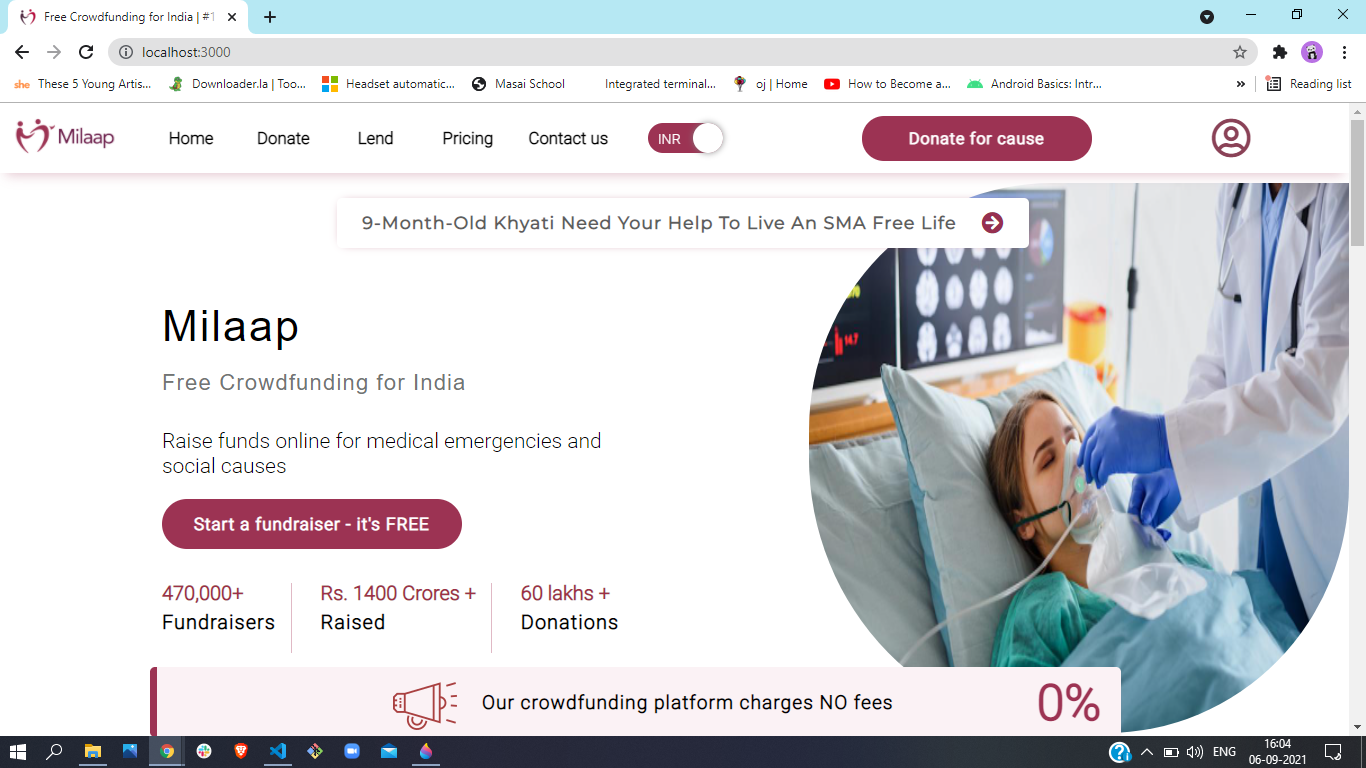 Free Crowdfunding for India | #1
localhost:3000
she These 5 Young Artis...
Downloader.la | Too...
Headset automatic...
Masai School
Integrated terminal...
oj | Home
How to Become a...
Android Basics: Intr...
»
Reading list
Milaap
Home
Donate
Lend
Pricing
Contact us
INR
Donate for cause
9-Month-Old Khyati Need Your Help To Live An SMA Free Life
14.7
Milaap
Free Crowdfunding for India
Raise funds online for medical emergencies and
social causes
Start a fundraiser - it's FREE
470,000+
Fundraisers
Rs. 1400 Crores +
Raised
60 lakhs +
Donations
Our crowdfunding platform charges NO fees
0%
ENG
16:04
06-09-2021